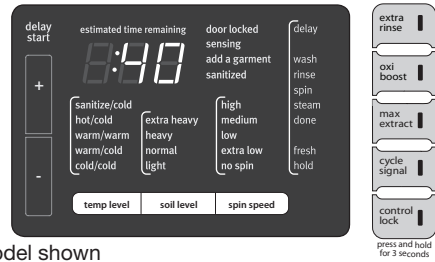 delay start
estimated time remaining
:40
door locked
sensing
add a garment
sanitized
delay
wash
rinse
spin
steam
done
fresh
hold
+
-
sanitize/cold
hot/cold
warm/warm
warm/cold
cold/cold
extra heavy
heavy
normal
light
high
medium
low
extra low
no spin
temp level
soil level
spin speed
extra
rinse
oxi
boost
max
extract
cycle
signal
control
lock
press and hold
for 3 seconds
odel shown